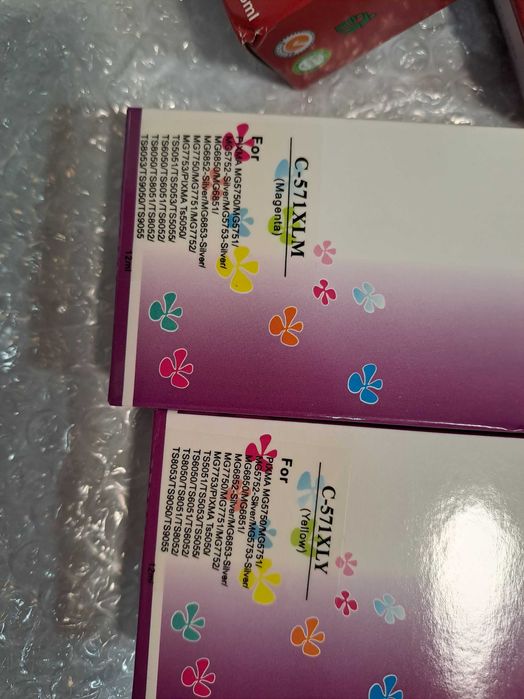 ml
C-571XLM
(Magenta)
For
PIXMA MG5750/MG5751/
MG5752-Silver/MG5753-Silver/
MG6850/MG6851/
MG6852-Silver/MG6853-Silver/
MG7750/MG7751/MG7752/
MG7753/PIXMA Ts5050/
TS5051/TS5053/TS5055/
TS6050/TS6051/TS6052/
TS8050/TS8051/TS8052/
TS8053/TS9050/TS9055
12ml
C-571XLY
(Yellow)
For
PIXMA MG5750/MG5751/
MG5752-Silver/MG5753-Silver/
MG6850/MG6851/
MG6852-Silver/MG6853-Silver/
MG7750/MG7751/MG7752/
MG7753/PIXMA Ts5050/
TS5051/TS5053/TS5055/
TS6050/TS6051/TS6052/
TS8050/TS8051/TS8052/
TS8053/TS9050/TS9055
12ml